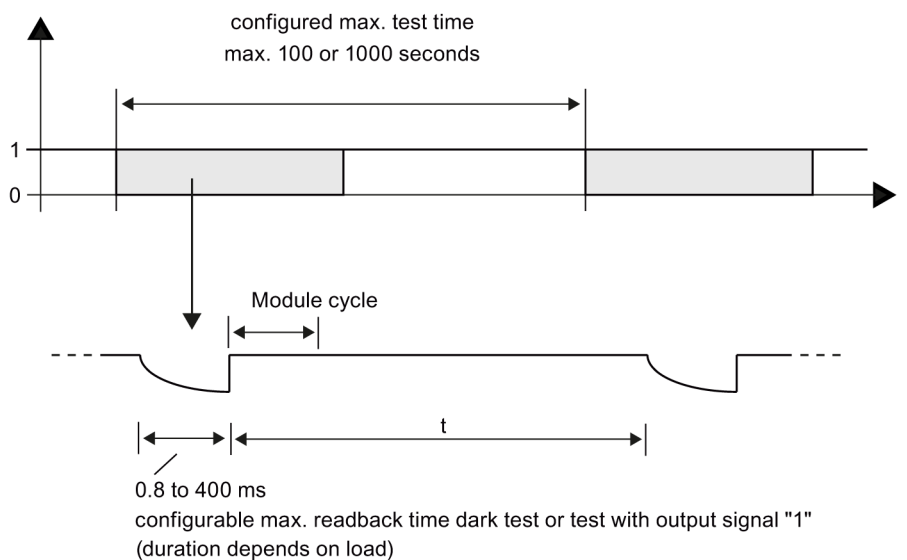 configured max. test time
max. 100 or 1000 seconds
1
0
Module cycle
t
0.8 to 400 ms
configurable max. readback time dark test or test with output signal "1"
(duration depends on load)